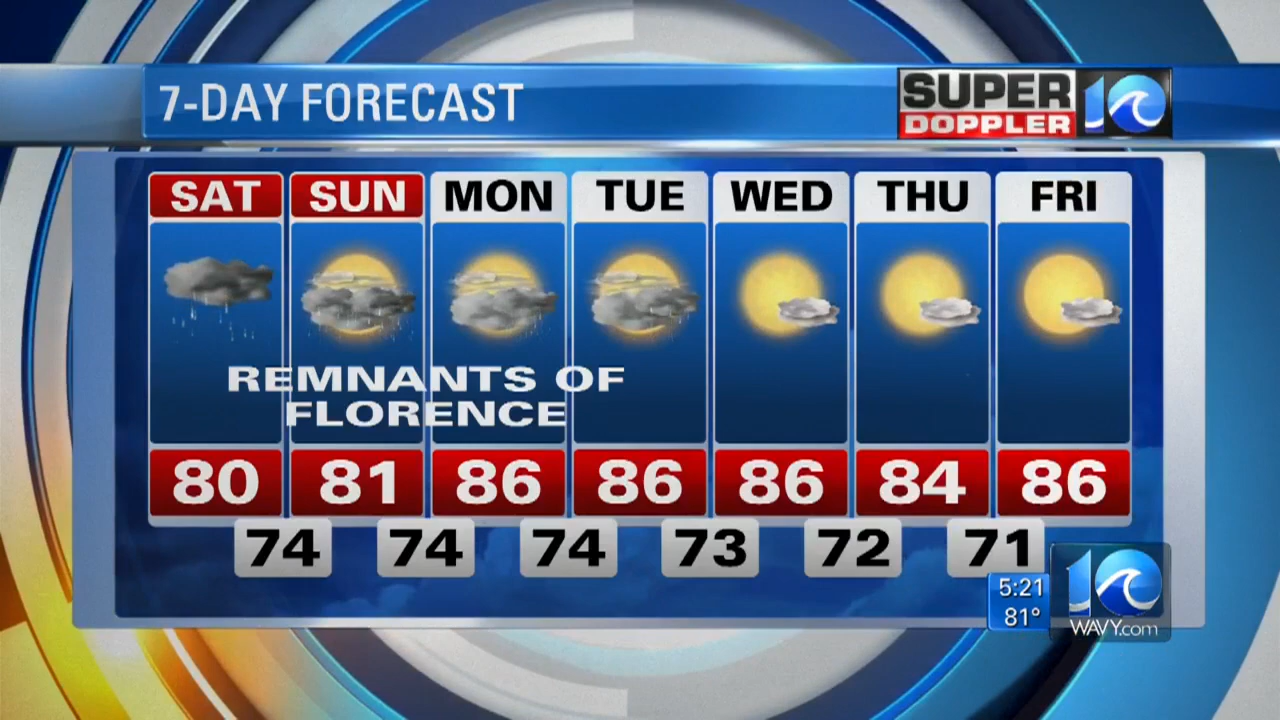 7-DAY FORECAST
SUPER
DOPPLER
10
SAT SUN MON TUE WED THU FRI
REMNANTS OF
FLORENCE
80 81 86 86 86 84 86
74 74 74 73 72 71
5:21
81°
10
WAVY.com